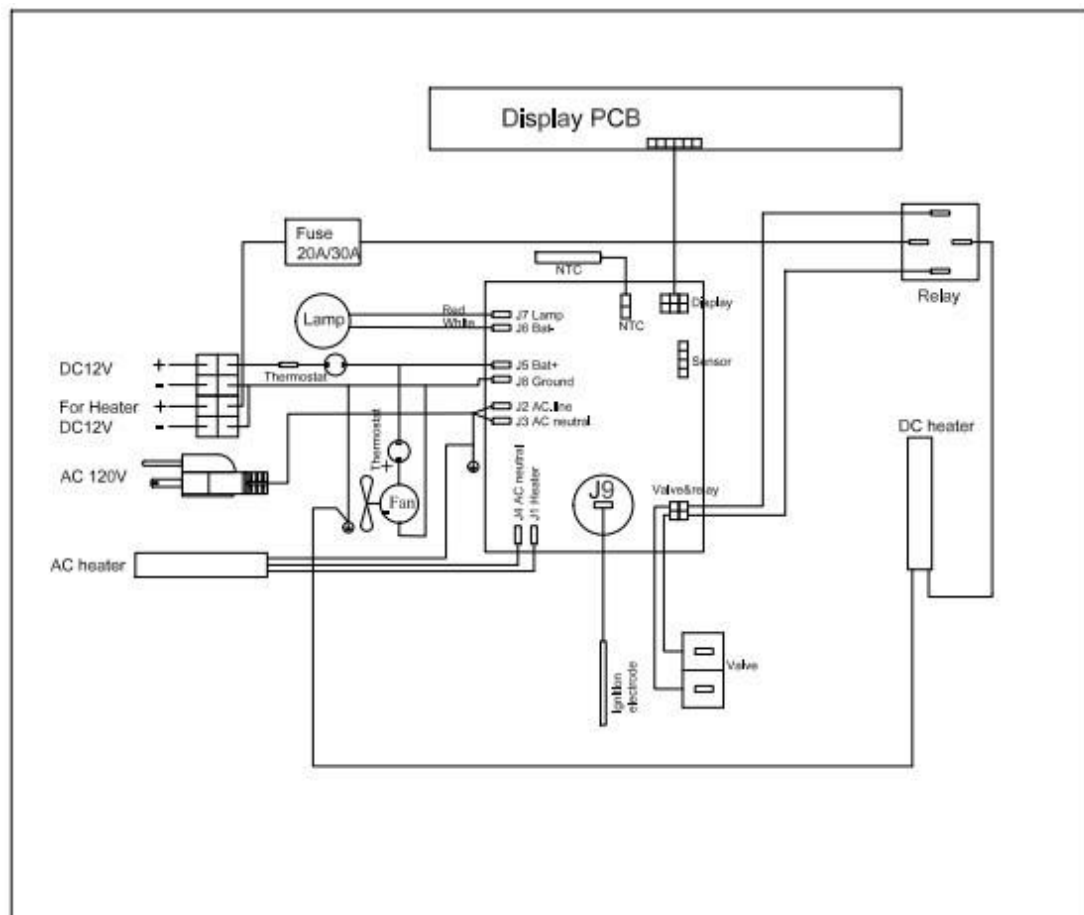 Display PCB
Fuse
20A/30A
NTC
Relay
Lamp
Red
White
J7 Lamp
J6 Bat-
NTC
Display
DC12V
+
-
Thermostat
J5 Bat+
J8 Ground
Sensor
For Heater
DC12V
+
-
J2 AC line
J3 AC neutral
DC heater
AC 120V
Thermostat
+
Fan
-
J4 AC neutral
J1 Heater
J9
Valve&relay
AC heater
Ignition
electrode
Valve